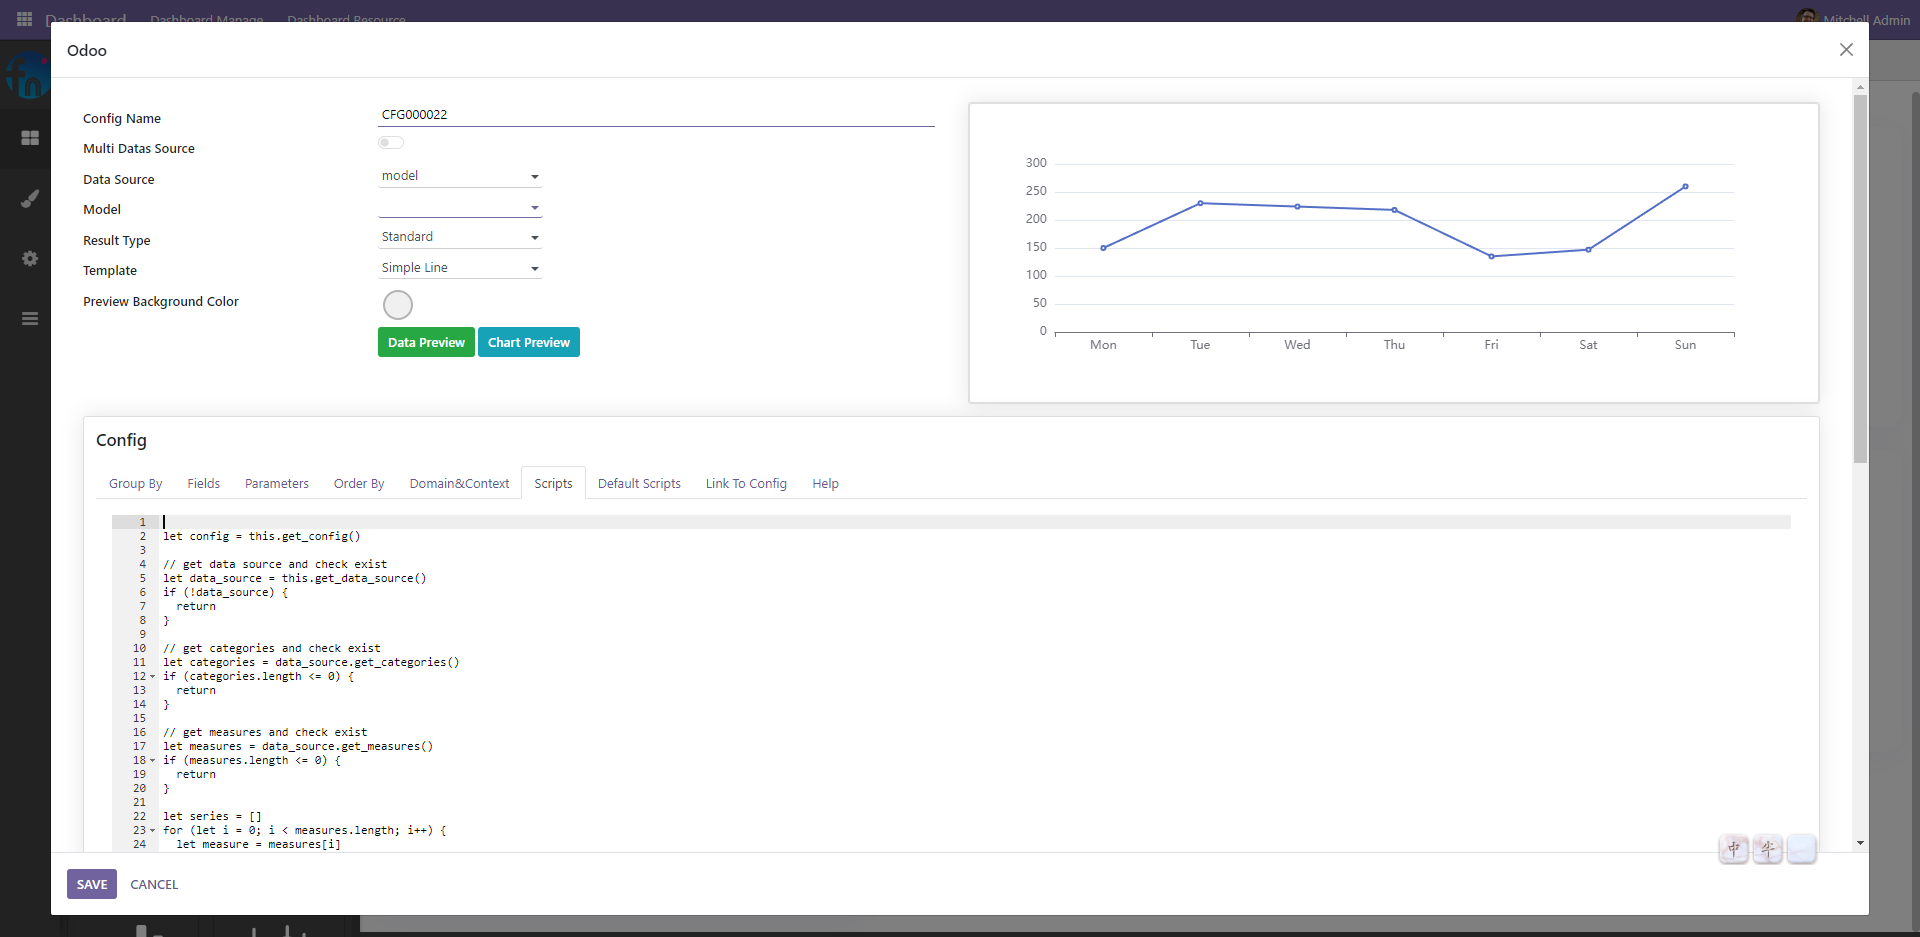 Dashboard Dashboard Manage Dashboard Resource Mitchell Admin
Odoo
fn
Config Name CFG000022
Multi Datas Source
Data Source model
Model
Result Type Standard
Template Simple Line
Preview Background Color
Data Preview Chart Preview
300
250
200
150
100
50
0
Mon Tue Wed Thu Fri Sat Sun
Config
Group By Fields Parameters Order By Domain&Context Scripts Default Scripts Link To Config Help
1
2 let config = this.get_config()
3
4 // get data source and check exist
5 let data_source = this.get_data_source()
6 if (!data_source) {
7 return
8 }
9
10 // get categories and check exist
11 let categories = data_source.get_categories()
12 if (categories.length <= 0) {
13 return
14 }
15
16 // get measures and check exist
17 let measures = data_source.get_measures()
18 if (measures.length <= 0) {
19 return
20 }
21
22 let series = []
23 for (let i = 0; i < measures.length; i++) {
24 let measure = measures[i]
中 半
SAVE CANCEL